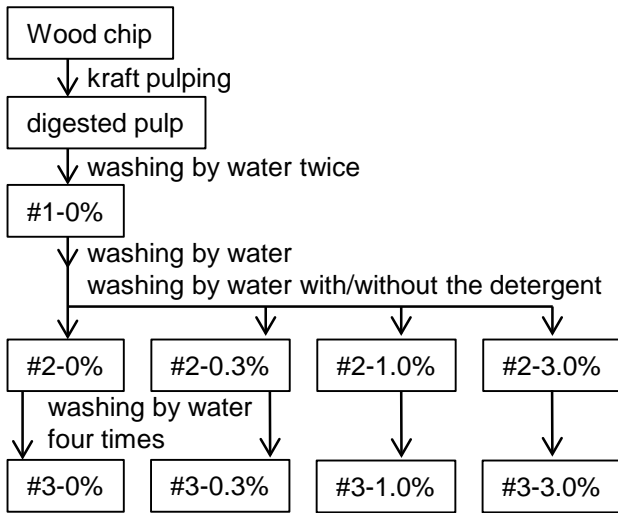 Wood chip
kraft pulping
digested pulp
washing by water twice
#1-0%
washing by water
washing by water with/without the detergent
#2-0% #2-0.3% #2-1.0% #2-3.0%
washing by water
four times
#3-0% #3-0.3% #3-1.0% #3-3.0%